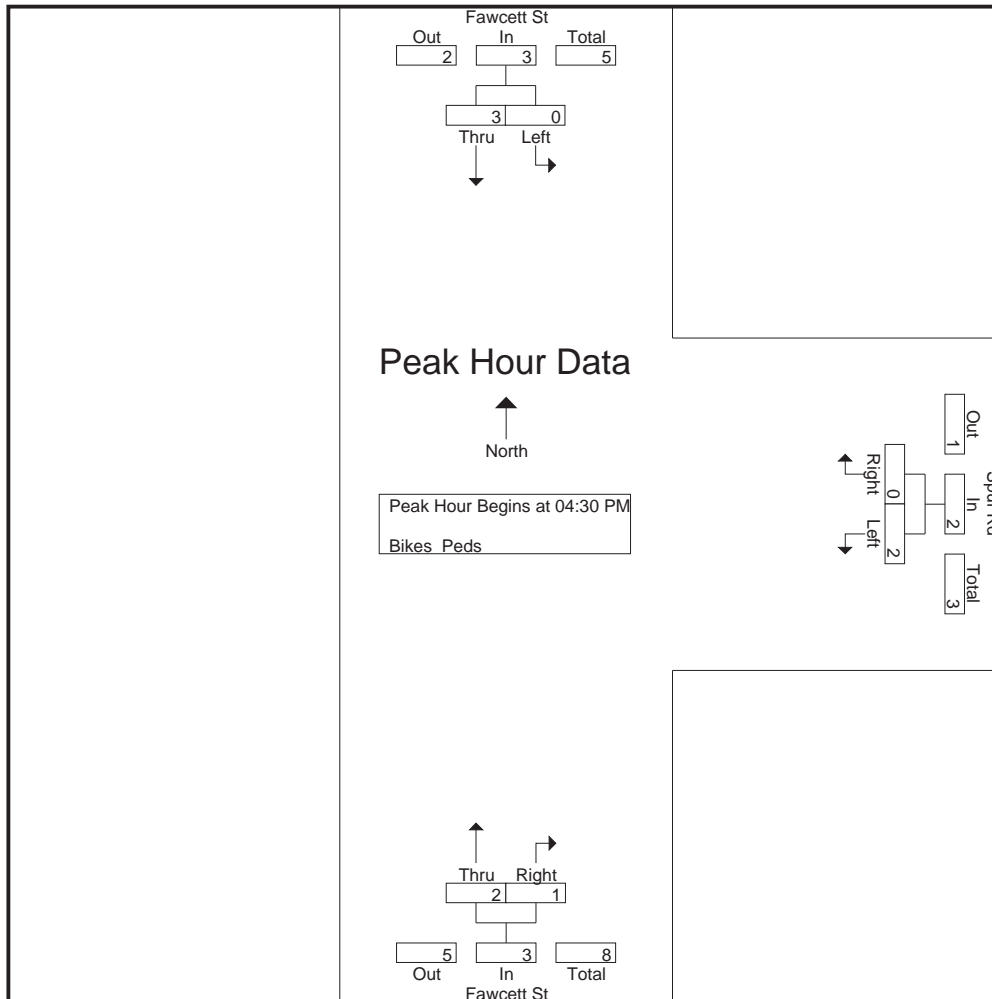 Fawcett St
Out In Total
2 3 5
3 0
Thru Left
Peak Hour Data
North
Peak Hour Begins at 04:30 PM
Bikes Peds
Out
1
In
2
Total
3
Right
0
Left
2
Thru Right
2 1
5 3 8
Out In Total
Fawcett St